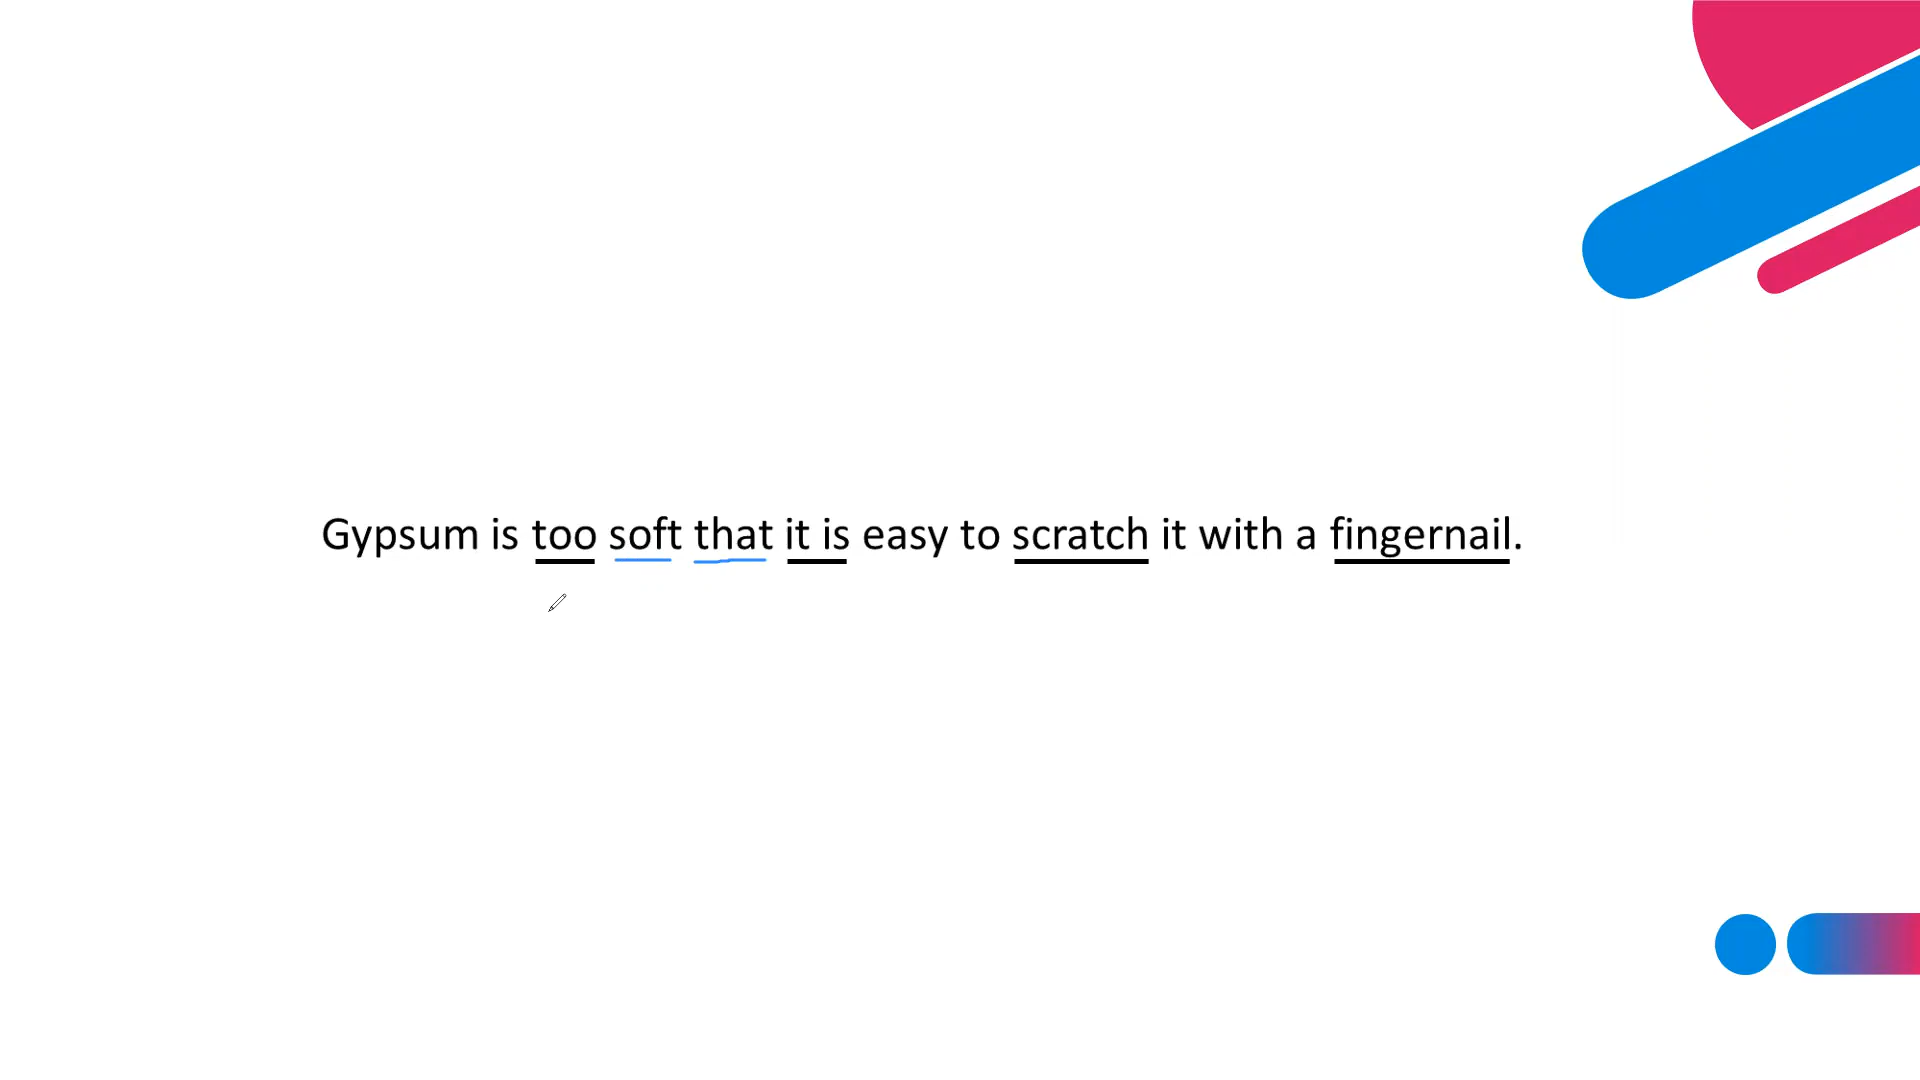 Gypsum is too soft that it is easy to scratch it with a fingernail.